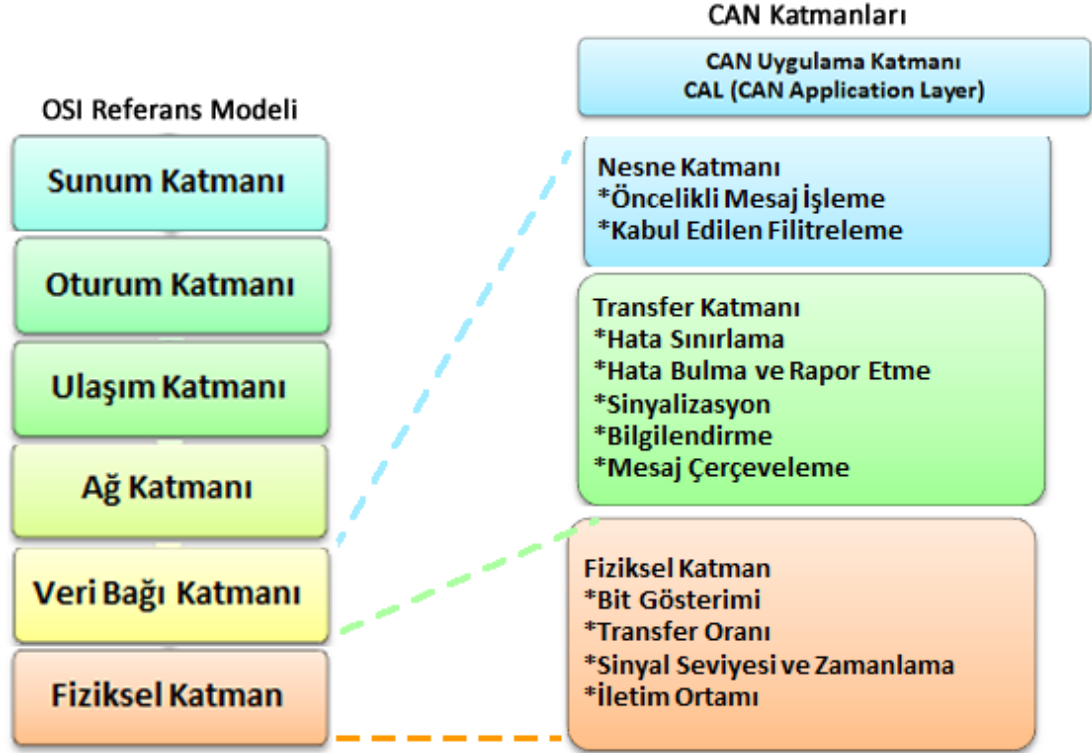 OSI Referans Modeli
Sunum Katmanı
Oturum Katmanı
Ulaşım Katmanı
Ağ Katmanı
Veri Bağı Katmanı
Fiziksel Katman
CAN Katmanları
CAN Uygulama Katmanı
CAL (CAN Application Layer)
Nesne Katmanı
*Öncelikli Mesaj İşleme
*Kabul Edilen Filitreleme
Transfer Katmanı
*Hata Sınırlama
*Hata Bulma ve Rapor Etme
*Sinyalizasyon
*Bilgilendirme
*Mesaj Çerçeveleme
Fiziksel Katman
*Bit Gösterimi
*Transfer Oranı
*Sinyal Seviyesi ve Zamanlama
*İletim Ortamı